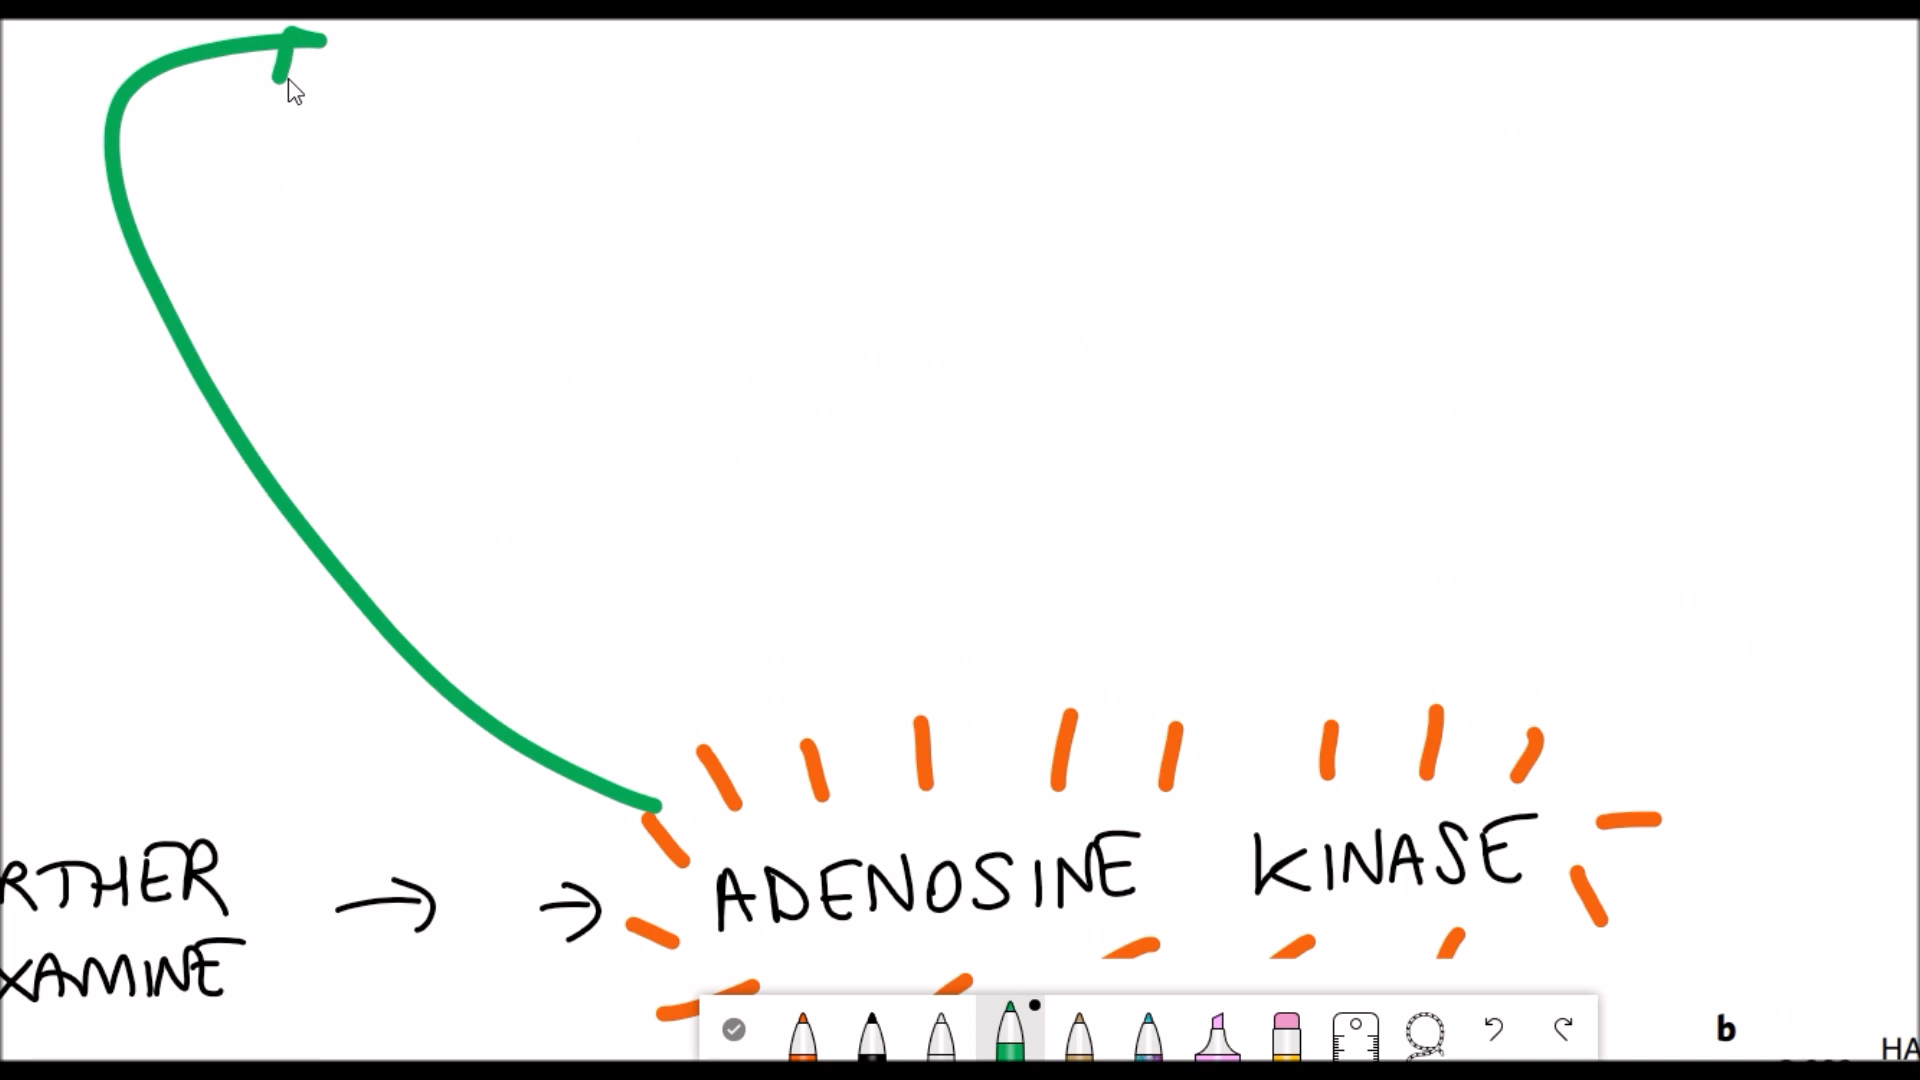 RTHER → → ADENOSINE KINASE
XAMINE
b
HA